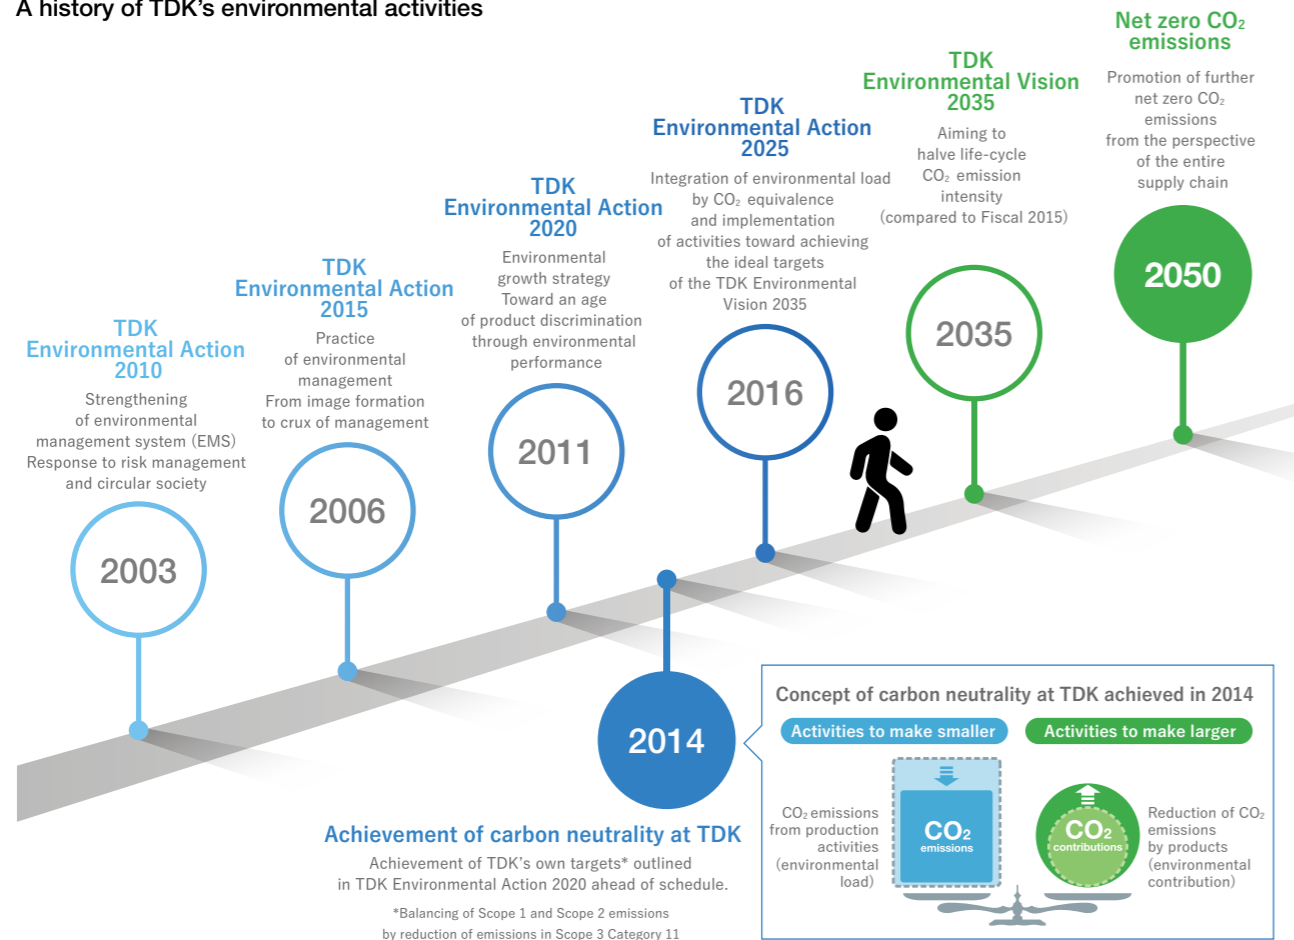 A history of TDK's environmental activities
TDK
Environmental Action
2010
Strengthening
of environmental
management system (EMS)
Response to risk management
and circular society
2003
TDK
Environmental Action
2015
Practice
of environmental
management
From image formation
to crux of management
2006
TDK
Environmental Action
2020
Environmental
growth strategy
Toward an age
of product discrimination
through environmental
performance
2011
TDK
Environmental Action
2025
Integration of environmental load
by CO₂ equivalence
and implementation
of activities toward achieving
the ideal targets
of the TDK Environmental
Vision 2035
2016
TDK
Environmental Vision
2035
Aiming to
halve life-cycle
CO₂ emission
intensity
(compared to Fiscal 2015)
2035
Net zero CO₂
emissions
Promotion of further
net zero CO₂
emissions
from the perspective
of the entire
supply chain
2050
2014
Achievement of carbon neutrality at TDK
Achievement of TDK's own targets* outlined
in TDK Environmental Action 2020 ahead of schedule.
*Balancing of Scope 1 and Scope 2 emissions
by reduction of emissions in Scope 3 Category 11
Concept of carbon neutrality at TDK achieved in 2014
Activities to make smaller
CO₂ emissions
from production
activities
(environmental
load)
CO₂
emissions
Activities to make larger
CO₂
contributions
Reduction of CO₂
emissions
by products
(environmental
contribution)